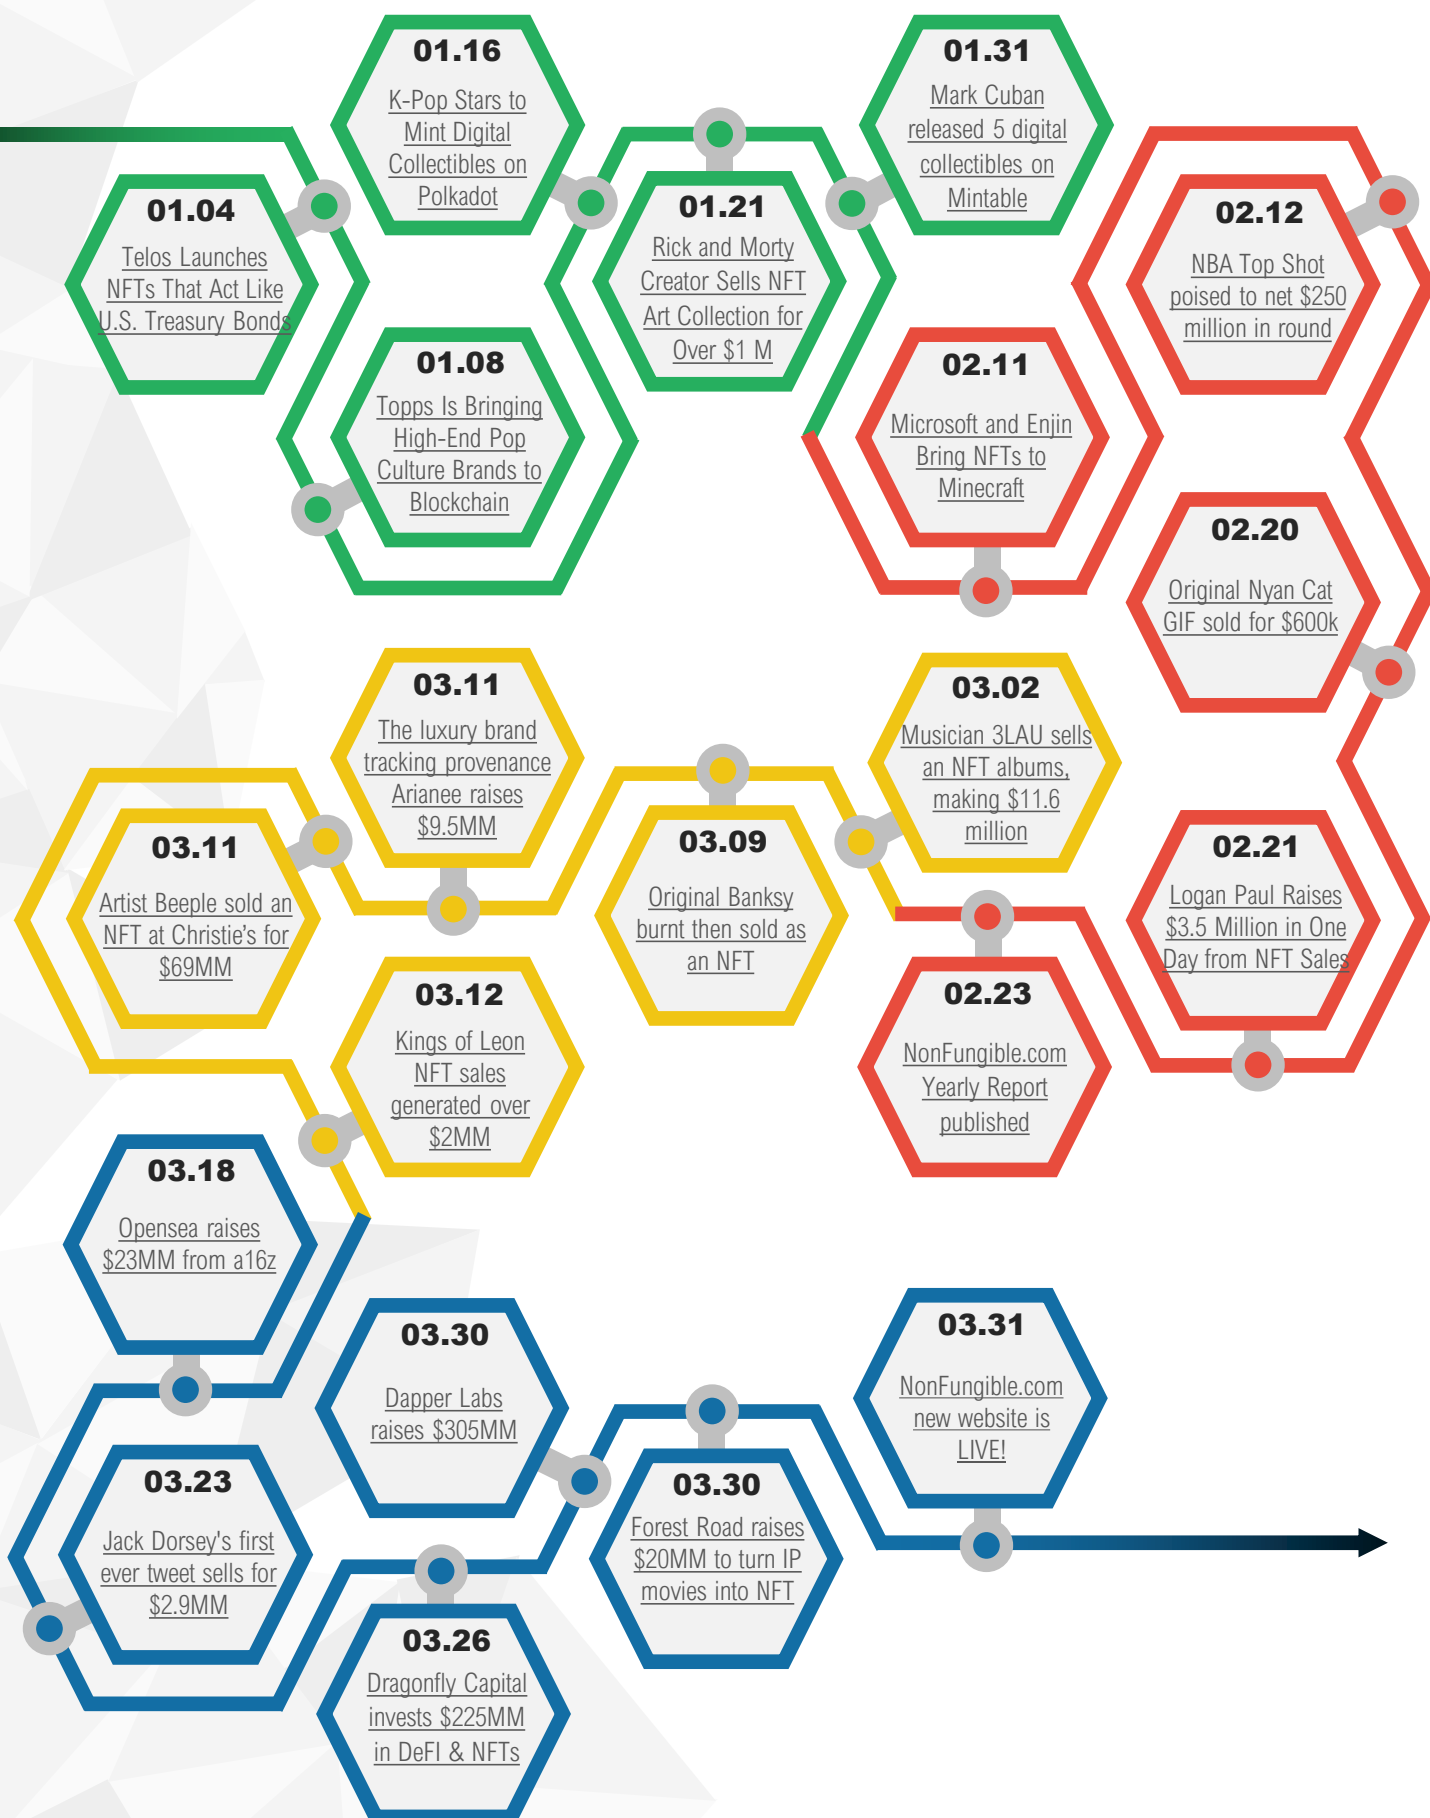 01.04
Telos Launches
NFTs That Act Like
U.S. Treasury Bonds
01.08
Topps Is Bringing
High-End Pop
Culture Brands to
Blockchain
01.16
K-Pop Stars to
Mint Digital
Collectibles on
Polkadot
01.21
Rick and Morty
Creator Sells NFT
Art Collection for
Over $1 M
01.31
Mark Cuban
released 5 digital
collectibles on
Mintable
02.11
Microsoft and Enjin
Bring NFTs to
Minecraft
02.12
NBA Top Shot
poised to net $250
million in round
02.20
Original Nyan Cat
GIF sold for $600k
02.21
Logan Paul Raises
$3.5 Million in One
Day from NFT Sales
02.23
NonFungible.com
Yearly Report
published
03.02
Musician 3LAU sells
an NFT albums,
making $11.6
million
03.09
Original Banksy
burnt then sold as
an NFT
03.11
The luxury brand
tracking provenance
Arianee raises
$9.5MM
03.11
Artist Beeple sold an
NFT at Christie’s for
$69MM
03.12
Kings of Leon
NFT sales
generated over
$2MM
03.18
Opensea raises
$23MM from a16z
03.23
Jack Dorsey's first
ever tweet sells for
$2.9MM
03.26
Dragonfly Capital
invests $225MM
in DeFI & NFTs
03.30
Dapper Labs
raises $305MM
03.30
Forest Road raises
$20MM to turn IP
movies into NFT
03.31
NonFungible.com
new website is
LIVE!